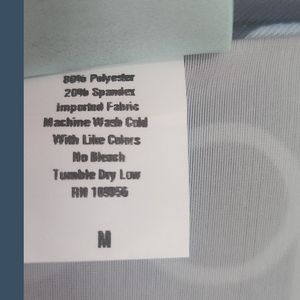 80% Polyester
20% Spandex
Imported Fabric
Machine Wash Cold
With Like Colors
No Bleach
Tumble Dry Low
RN 109956
M